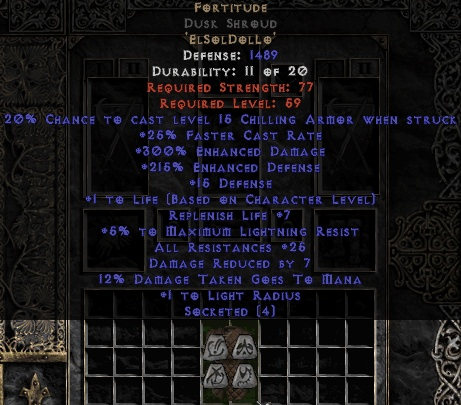 Fortitude
Dusk Shroud
'ElSolDolLo'
Defense: 1489
Durability: 11 of 20
Required Strength: 77
Required Level: 59
20% Chance to cast level 15 Chilling Armor when struck
+25% Faster Cast Rate
+300% Enhanced Damage
+215% Enhanced Defense
+15 Defense
+1 to Life (Based on Character Level)
Replenish Life +7
+5% to Maximum Lightning Resist
All Resistances +25
Damage Reduced by 7
12% Damage Taken Goes To Mana
+1 to Light Radius
Socketed (4)